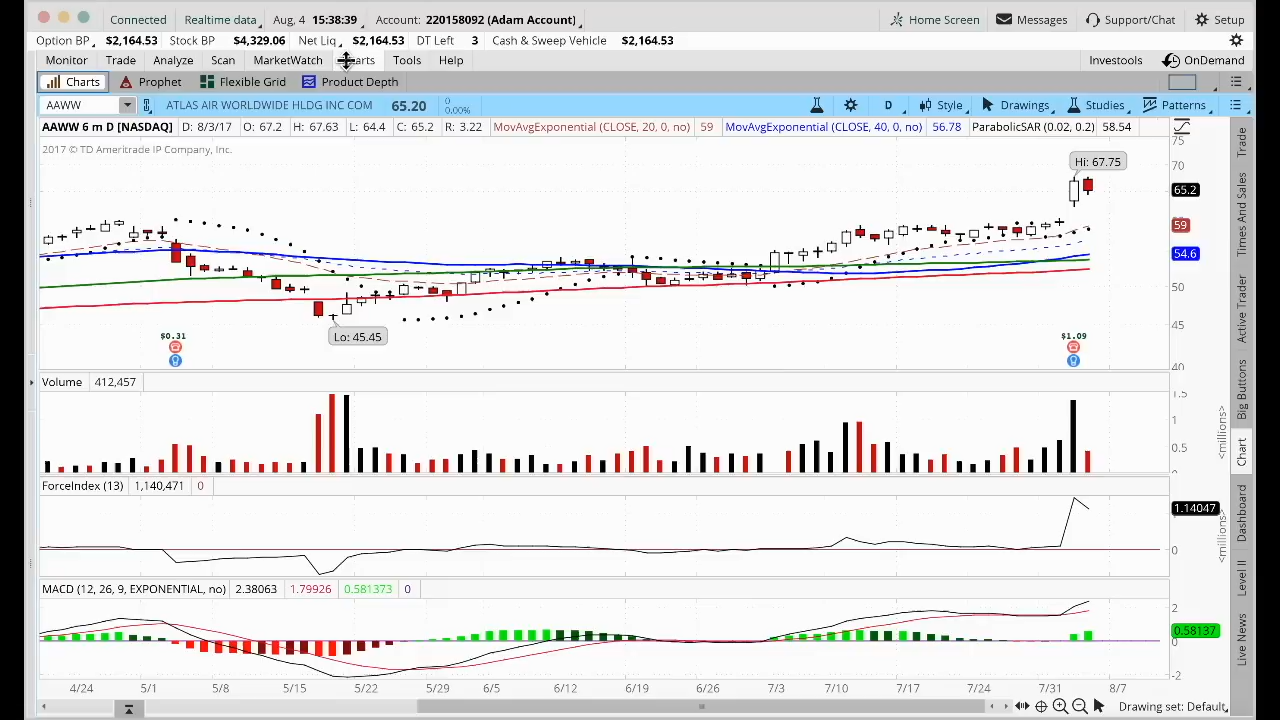 Connected Realtime data Aug, 4 15:38:39 Account: 220158092 (Adam Account) Home Screen Messages Support/Chat Setup
Option BP $2,164.53 Stock BP $4,329.06 Net Liq $2,164.53 DT Left 3 Cash & Sweep Vehicle $2,164.53
Monitor Trade Analyze Scan MarketWatch Tools Help Investools OnDemand
Charts Prophet Flexible Grid Product Depth
AAWW ATLAS AIR WORLDWIDE HLDG INC COM 65.20 0 0.00% D Style Drawings Studies Patterns
AAWW 6 m D [NASDAQ] D: 8/3/17 O: 67.2 H: 67.63 L: 64.4 C: 65.2 R: 3.22 MovAvgExponential (CLOSE, 20, 0, no) 59 MovAvgExponential (CLOSE, 40, 0, no) 56.78 ParabolicSAR (0.02, 0.2) 58.54
2017 © TD Ameritrade IP Company, Inc.
75
Hi: 67.75
70
65.2
59
54.6
50
45
40
Lo: 45.45
$0.31 $1.09
Volume 412,457
1.5
1
0.5
<millions>
ForceIndex (13) 1,140,471 0
1.14047
0
<millions>
MACD (12, 26, 9, EXPONENTIAL, no) 2.38063 1.79926 0.581373 0
2
0.58137
0
-2
4/24 5/1 5/8 5/15 5/22 5/29 6/5 6/12 6/19 6/26 7/3 7/10 7/17 7/24 7/31 8/7
Drawing set: Default
Trade
Times And Sales
Active Trader
Big Buttons
Chart
Dashboard
Level II
Live News